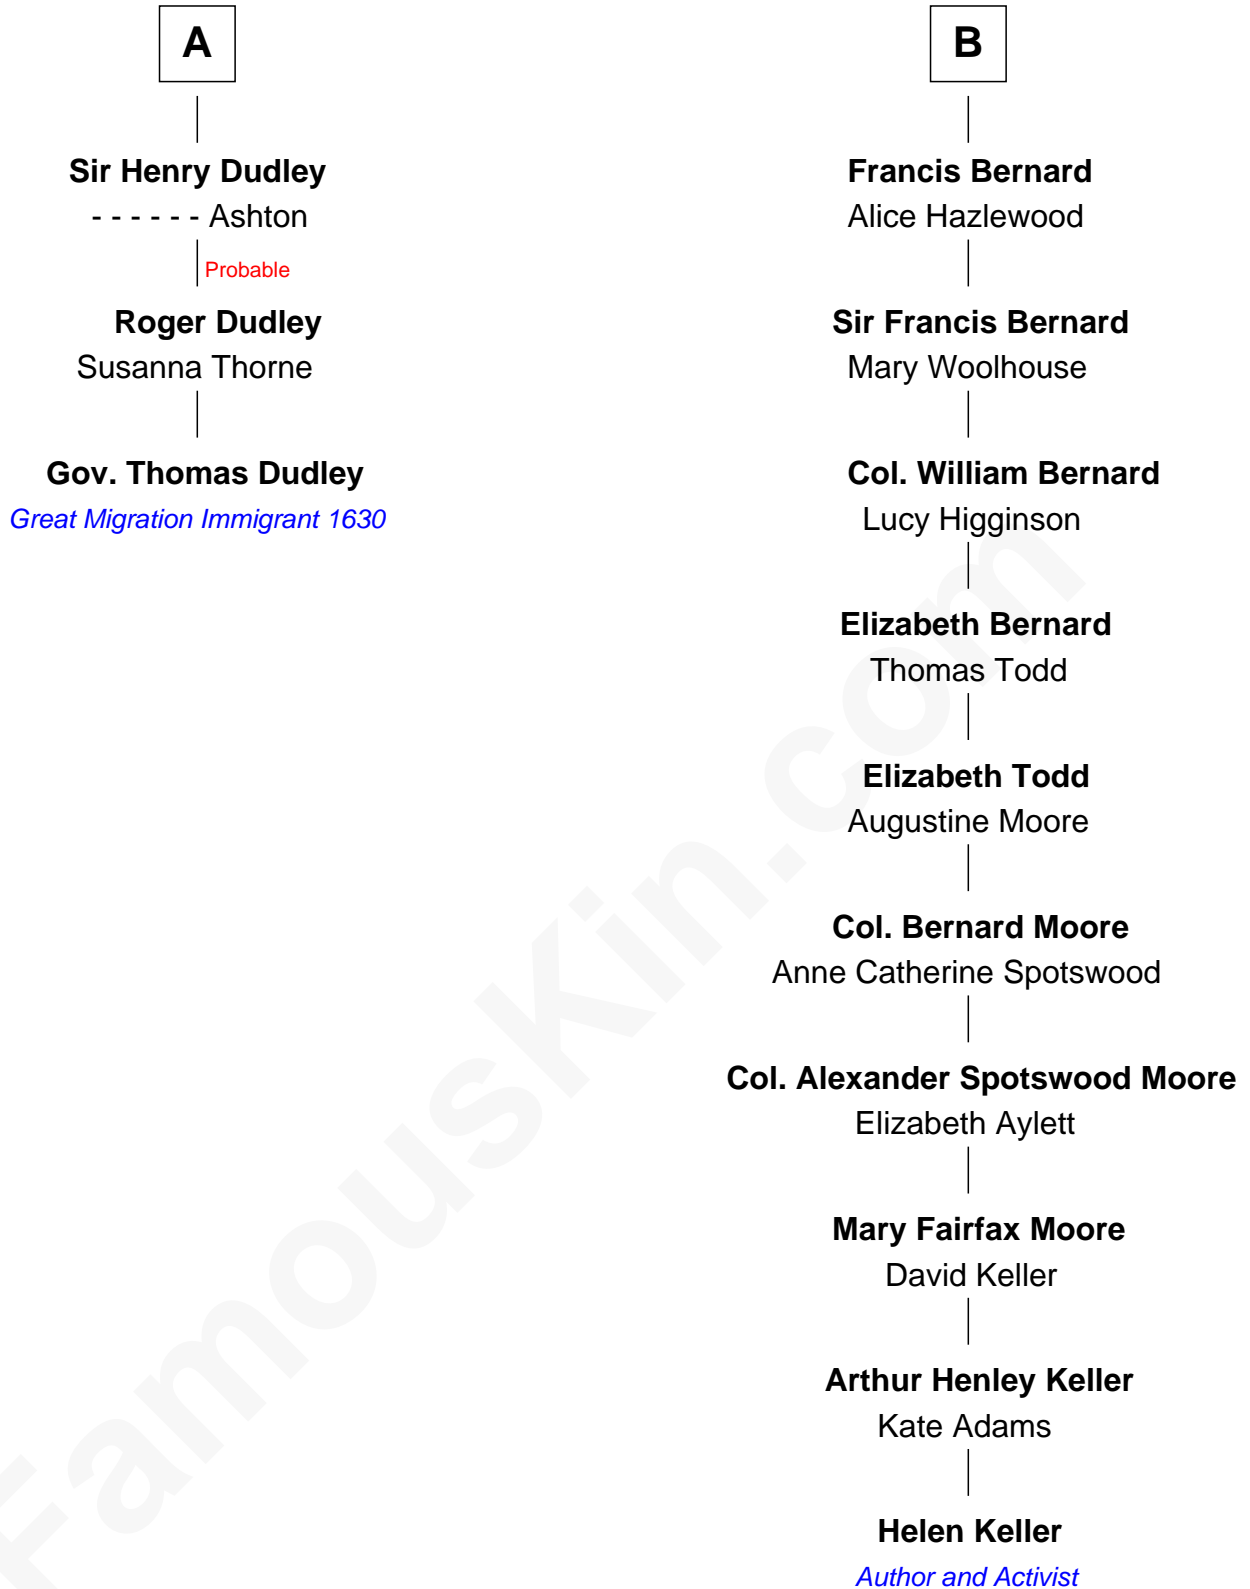 A
Sir Henry Dudley
- - - - - - Ashton
Probable
Roger Dudley
Susanna Thorne
Gov. Thomas Dudley
Great Migration Immigrant 1630
B
Francis Bernard
Alice Hazlewood
Sir Francis Bernard
Mary Woolhouse
Col. William Bernard
Lucy Higginson
Elizabeth Bernard
Thomas Todd
Elizabeth Todd
Augustine Moore
Col. Bernard Moore
Anne Catherine Spotswood
Col. Alexander Spotswood Moore
Elizabeth Aylett
Mary Fairfax Moore
David Keller
Arthur Henley Keller
Kate Adams
Helen Keller
Author and Activist
FamousKin.com